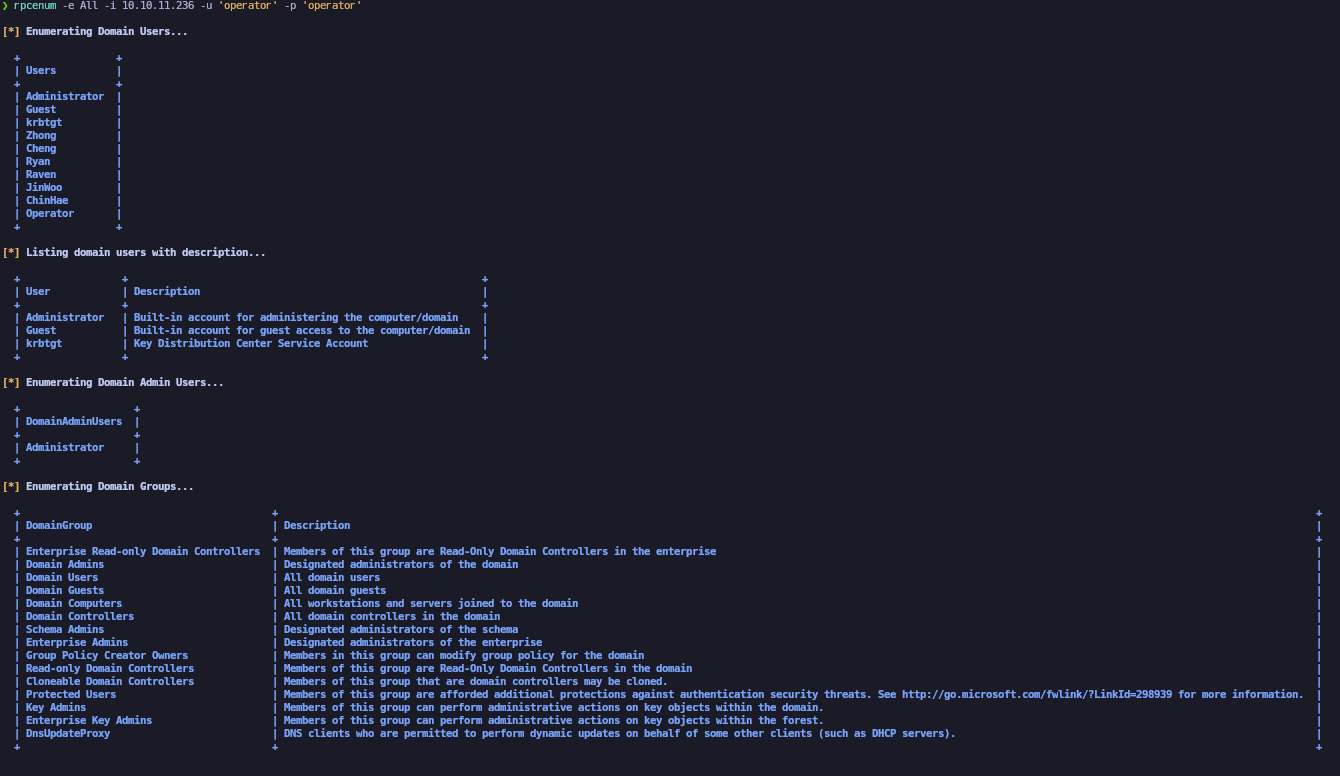 ❯ rpcenum -e All -i 10.10.11.236 -u 'operator' -p 'operator'
[*] Enumerating Domain Users...
+ +
| Users |
+ +
| Administrator |
| Guest |
| krbtgt |
| Zhong |
| Cheng |
| Ryan |
| Raven |
| JinWoo |
| ChinHae |
| Operator |
+ +
[*] Listing domain users with description...
+ + +
| User | Description |
+ + +
| Administrator | Built-in account for administering the computer/domain |
| Guest | Built-in account for guest access to the computer/domain |
| krbtgt | Key Distribution Center Service Account |
+ + +
[*] Enumerating Domain Admin Users...
+ +
| DomainAdminUsers |
+ +
| Administrator |
+ +
[*] Enumerating Domain Groups...
+ + +
| DomainGroup | Description |
+ + +
| Enterprise Read-only Domain Controllers | Members of this group are Read-Only Domain Controllers in the enterprise |
| Domain Admins | Designated administrators of the domain |
| Domain Users | All domain users |
| Domain Guests | All domain guests |
| Domain Computers | All workstations and servers joined to the domain |
| Domain Controllers | All domain controllers in the domain |
| Schema Admins | Designated administrators of the schema |
| Enterprise Admins | Designated administrators of the enterprise |
| Group Policy Creator Owners | Members in this group can modify group policy for the domain |
| Read-only Domain Controllers | Members of this group are Read-Only Domain Controllers in the domain |
| Cloneable Domain Controllers | Members of this group that are domain controllers may be cloned. |
| Protected Users | Members of this group are afforded additional protections against authentication security threats. See http://go.microsoft.com/fwlink/?LinkId=298939 for more information. |
| Key Admins | Members of this group can perform administrative actions on key objects within the domain. |
| Enterprise Key Admins | Members of this group can perform administrative actions on key objects within the forest. |
| DnsUpdateProxy | DNS clients who are permitted to perform dynamic updates on behalf of some other clients (such as DHCP servers). |
+ + +